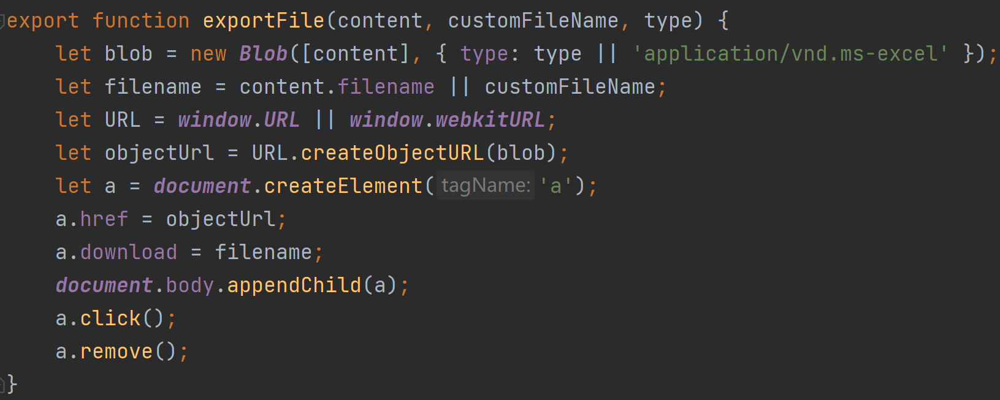 export function exportFile(content, customFileName, type) {
    let blob = new Blob([content], { type: type || 'application/vnd.ms-excel' });
    let filename = content.filename || customFileName;
    let URL = window.URL || window.webkitURL;
    let objectUrl = URL.createObjectURL(blob);
    let a = document.createElement( tagName: 'a');
    a.href = objectUrl;
    a.download = filename;
    document.body.appendChild(a);
    a.click();
    a.remove();
}